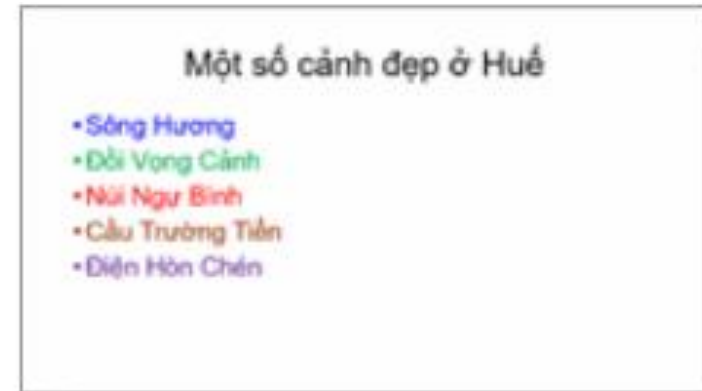 Một số cảnh đẹp ở Huế
•Sông Hương
•Đồi Vọng Cảnh
•Núi Ngự Bình
•Cầu Trường Tiền
•Điện Hòn Chén